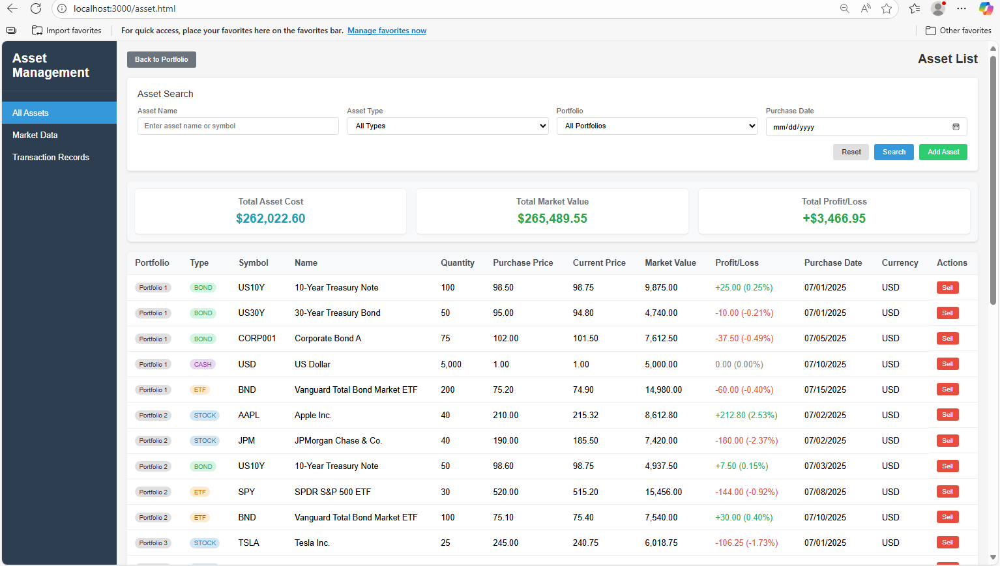 localhost:3000/asset.html
Import favorites
For quick access, place your favorites here on the favorites bar. Manage favorites now
Other favorites
Asset
Management
All Assets
Market Data
Transaction Records
Back to Portfolio
Asset List
Asset Search
Asset Name Asset Type Portfolio Purchase Date
Enter asset name or symbol All Types All Portfolios mm/dd/yyyy
Reset Search Add Asset
Total Asset Cost Total Market Value Total Profit/Loss
$262,022.60 $265,489.55 +$3,466.95
Portfolio Type Symbol Name Quantity Purchase Price Current Price Market Value Profit/Loss Purchase Date Currency Actions
Portfolio 1 BOND US10Y 10-Year Treasury Note 100 98.50 98.75 9,875.00 +25.00 (0.25%) 07/01/2025 USD Sell
Portfolio 1 BOND US30Y 30-Year Treasury Bond 50 95.00 94.80 4,740.00 -10.00 (-0.21%) 07/01/2025 USD Sell
Portfolio 1 BOND CORP001 Corporate Bond A 75 102.00 101.50 7,612.50 -37.50 (-0.49%) 07/05/2025 USD Sell
Portfolio 1 CASH USD US Dollar 5,000 1.00 1.00 5,000.00 0.00 (0.00%) 07/10/2025 USD Sell
Portfolio 1 ETF BND Vanguard Total Bond Market ETF 200 75.20 74.90 14,980.00 -60.00 (-0.40%) 07/15/2025 USD Sell
Portfolio 2 STOCK AAPL Apple Inc. 40 210.00 215.32 8,612.80 +212.80 (2.53%) 07/02/2025 USD Sell
Portfolio 2 STOCK JPM JPMorgan Chase & Co. 40 190.00 185.50 7,420.00 -180.00 (-2.37%) 07/02/2025 USD Sell
Portfolio 2 BOND US10Y 10-Year Treasury Note 50 98.60 98.75 4,937.50 +7.50 (0.15%) 07/03/2025 USD Sell
Portfolio 2 ETF SPY SPDR S&P 500 ETF 30 520.00 515.20 15,456.00 -144.00 (-0.92%) 07/08/2025 USD Sell
Portfolio 2 ETF BND Vanguard Total Bond Market ETF 100 75.10 75.40 7,540.00 +30.00 (0.40%) 07/10/2025 USD Sell
Portfolio 3 STOCK TSLA Tesla Inc. 25 245.00 240.75 6,018.75 -106.25 (-1.73%) 07/01/2025 USD Sell